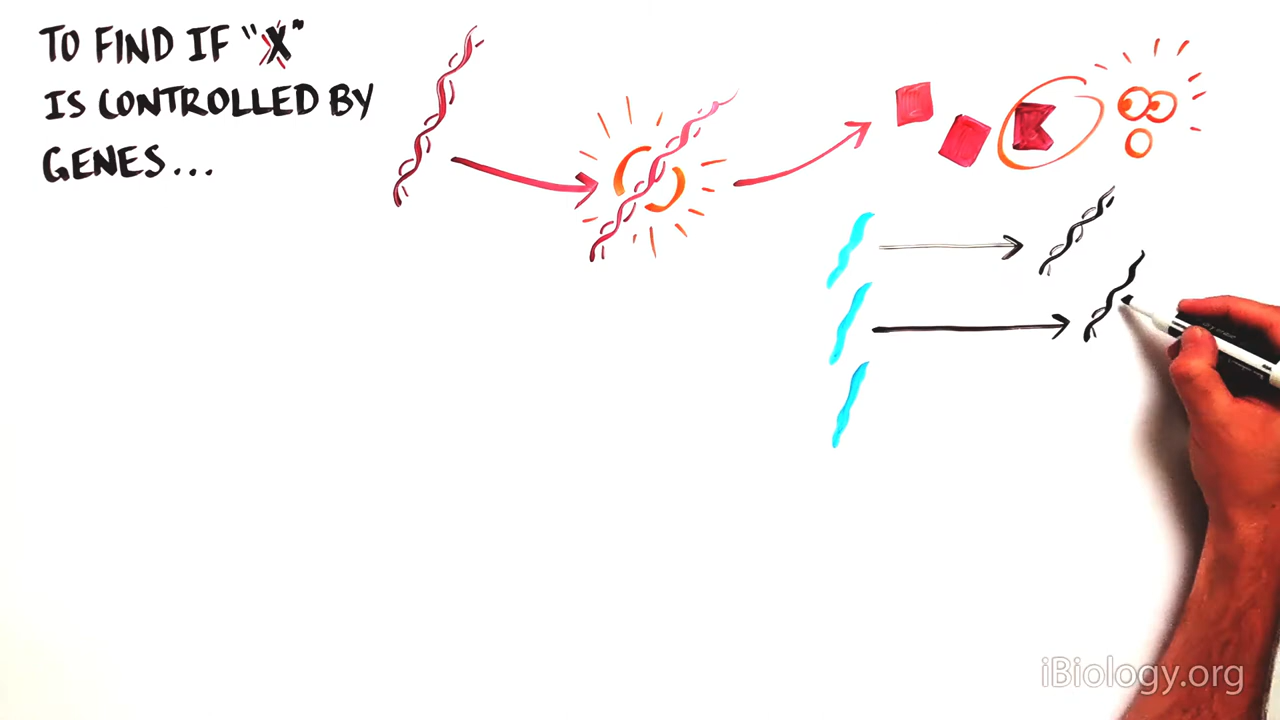 TO FIND IF "X"
IS CONTROLLED BY
GENES...
iBiology.org